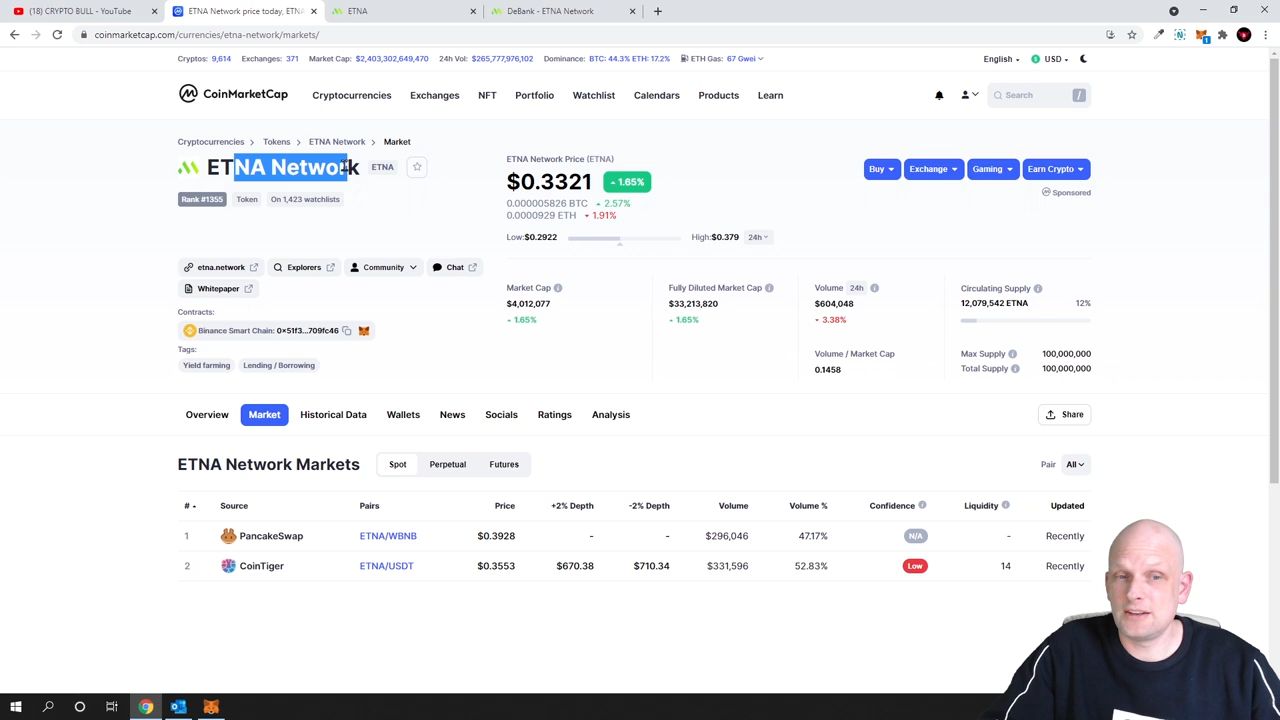 (18) CRYPTO BULL - YouTube
ETNA Network price today, ETNA
ETNA
DeBank - ETNA Network
coinmarketcap.com/currencies/etna-network/markets/
1
Cryptos: 9,614 Exchanges: 371 Market Cap: $2,403,302,649,470 24h Vol: $265,777,976,102 Dominance: BTC: 44.3% ETH: 17.2% ETH Gas: 67 Gwei
English USD
CoinMarketCap
Cryptocurrencies Exchanges NFT Portfolio Watchlist Calendars Products Learn
Search /
Cryptocurrencies > Tokens > ETNA Network > Market
ETNA Network ETNA
Rank #1355 Token On 1,423 watchlists
ETNA Network Price (ETNA)
$0.3321 1.65%
0.000005826 BTC 2.57%
0.0000929 ETH 1.91%
Low: $0.2922 High: $0.379 24h
Buy Exchange Gaming Earn Crypto
Sponsored
etna.network Explorers Community Chat
Whitepaper
Contracts:
Binance Smart Chain: 0x51f3...709fc46
Tags:
Yield farming Lending / Borrowing
Market Cap
$4,012,077
1.65%
Fully Diluted Market Cap
$33,213,820
1.65%
Volume 24h
$604,048
3.38%
Volume / Market Cap
0.1458
Circulating Supply
12,079,542 ETNA 12%
Max Supply 100,000,000
Total Supply 100,000,000
Overview Market Historical Data Wallets News Socials Ratings Analysis
Share
ETNA Network Markets Spot Perpetual Futures
Pair All
# Source Pairs Price +2% Depth -2% Depth Volume Volume % Confidence Liquidity Updated
1 PancakeSwap ETNA/WBNB $0.3928 - - $296,046 47.17% N/A - Recently
2 CoinTiger ETNA/USDT $0.3553 $670.38 $710.34 $331,596 52.83% Low 14 Recently